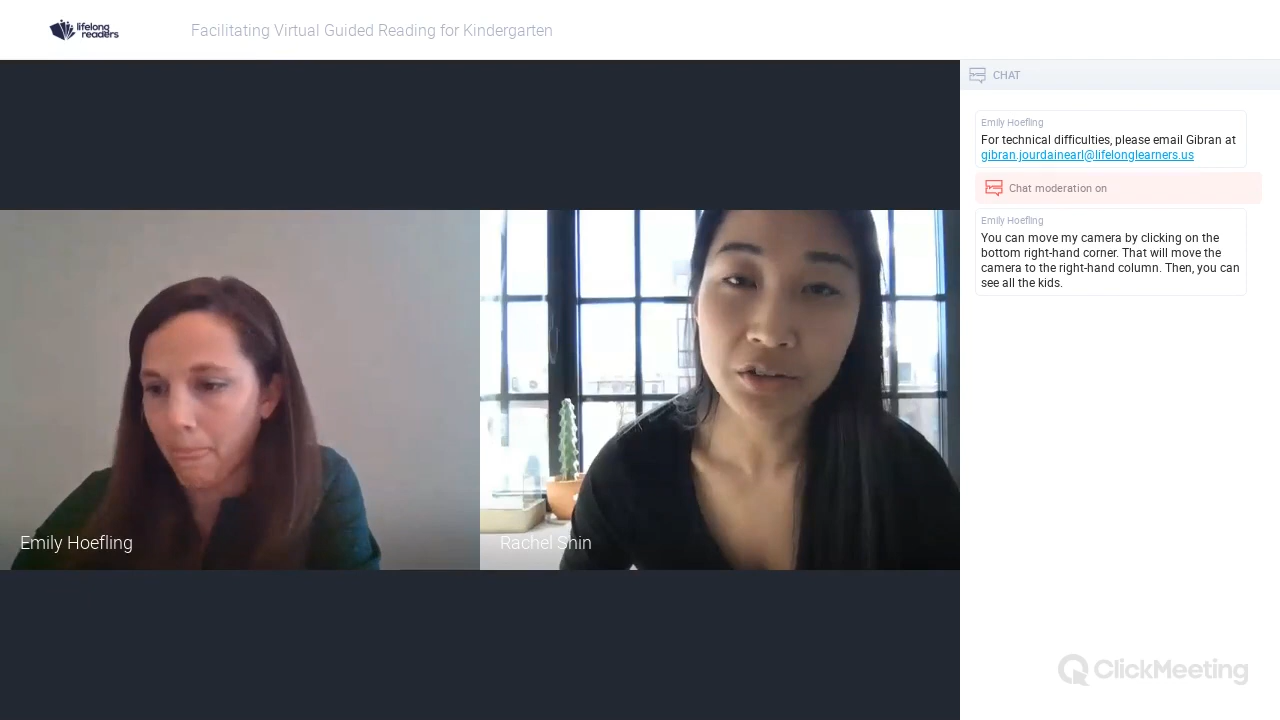 lifelong
readers
Facilitating Virtual Guided Reading for Kindergarten
CHAT
Emily Hoefling
For technical difficulties, please email Gibran at
gibran.jourdainearl@lifelonglearners.us
Chat moderation on
Emily Hoefling
You can move my camera by clicking on the
bottom right-hand corner. That will move the
camera to the right-hand column. Then, you can
see all the kids.
Emily Hoefling
Rachel Shin
ClickMeeting